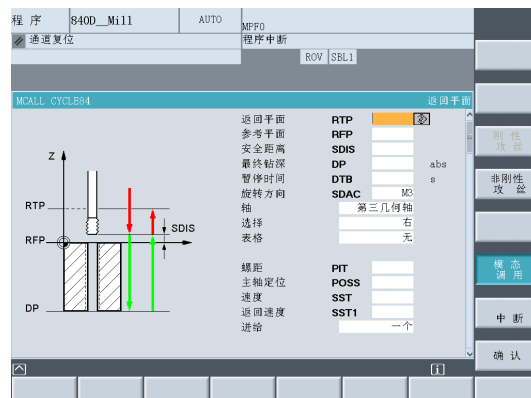 程 序 840D__Mill AUTO MPF0
通道复位 程序中断
ROV SBL1
MCALL CYCLE84 返回平面
返回平面 RTP
参考平面 RFP
安全距离 SDIS
最终钻深 DP abs
暂停时间 DTB s
旋转方向 SDAC M3
轴 第三几何轴
选择 右
表格 无
螺距 PIT
主轴定位 POSS
速度 SST
返回速度 SST1
进给 一个
Z
RTP
SDIS
RFP
DP
刚 性
攻 丝
非刚性
攻 丝
模 态
调 用
中 断
确 认
i